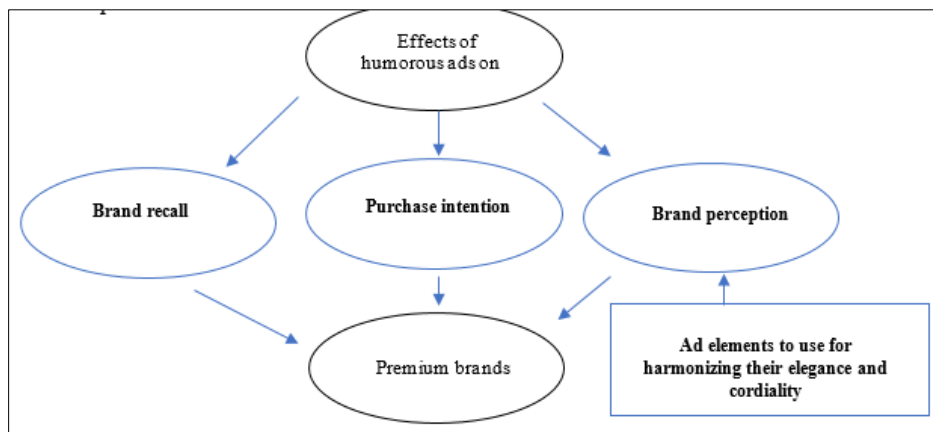 Effects of
humorous ads on
Brand recall
Purchase intention
Brand perception
Premium brands
Ad elements to use for
harmonizing their elegance and
cordiality